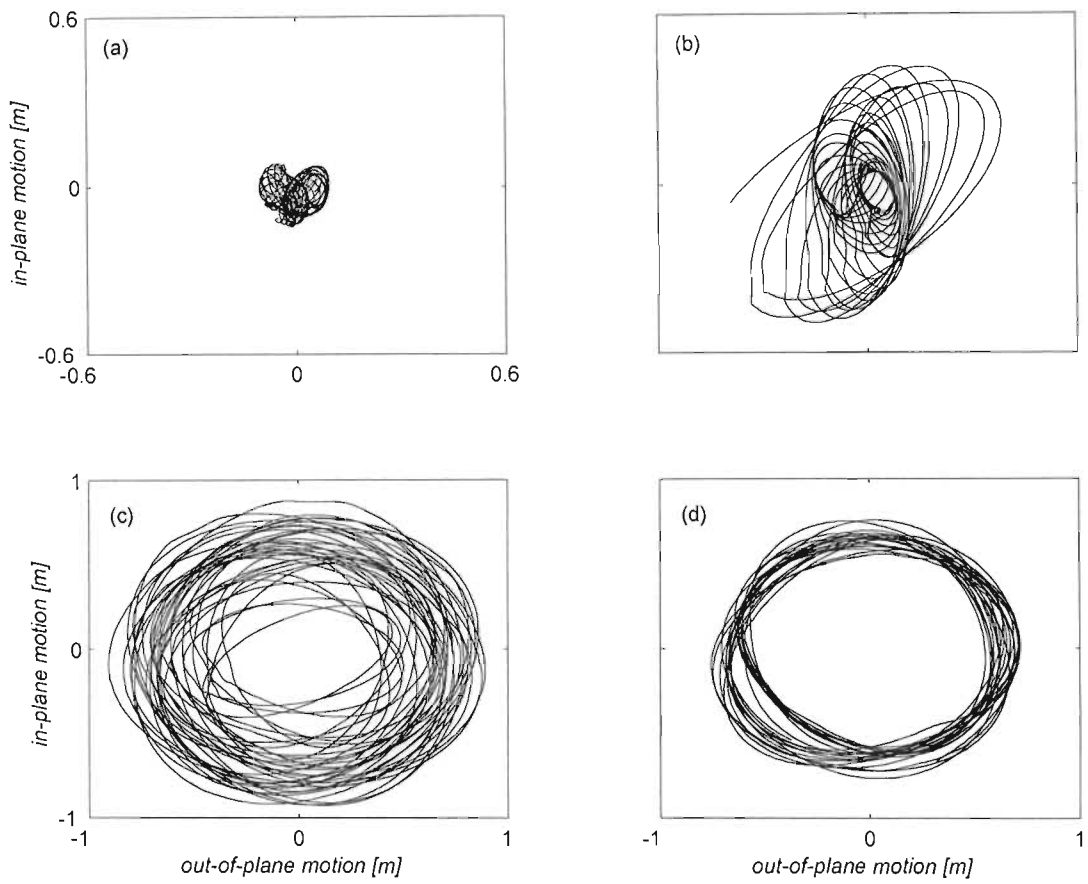 0.6
(a)
in-plane motion [m]
0
-0.6
-0.6
0
0.6
(b)
1
(c)
in-plane motion [m]
0
-1
-1
0
1
out-of-plane motion [m]
(d)
-1
0
1
out-of-plane motion [m]